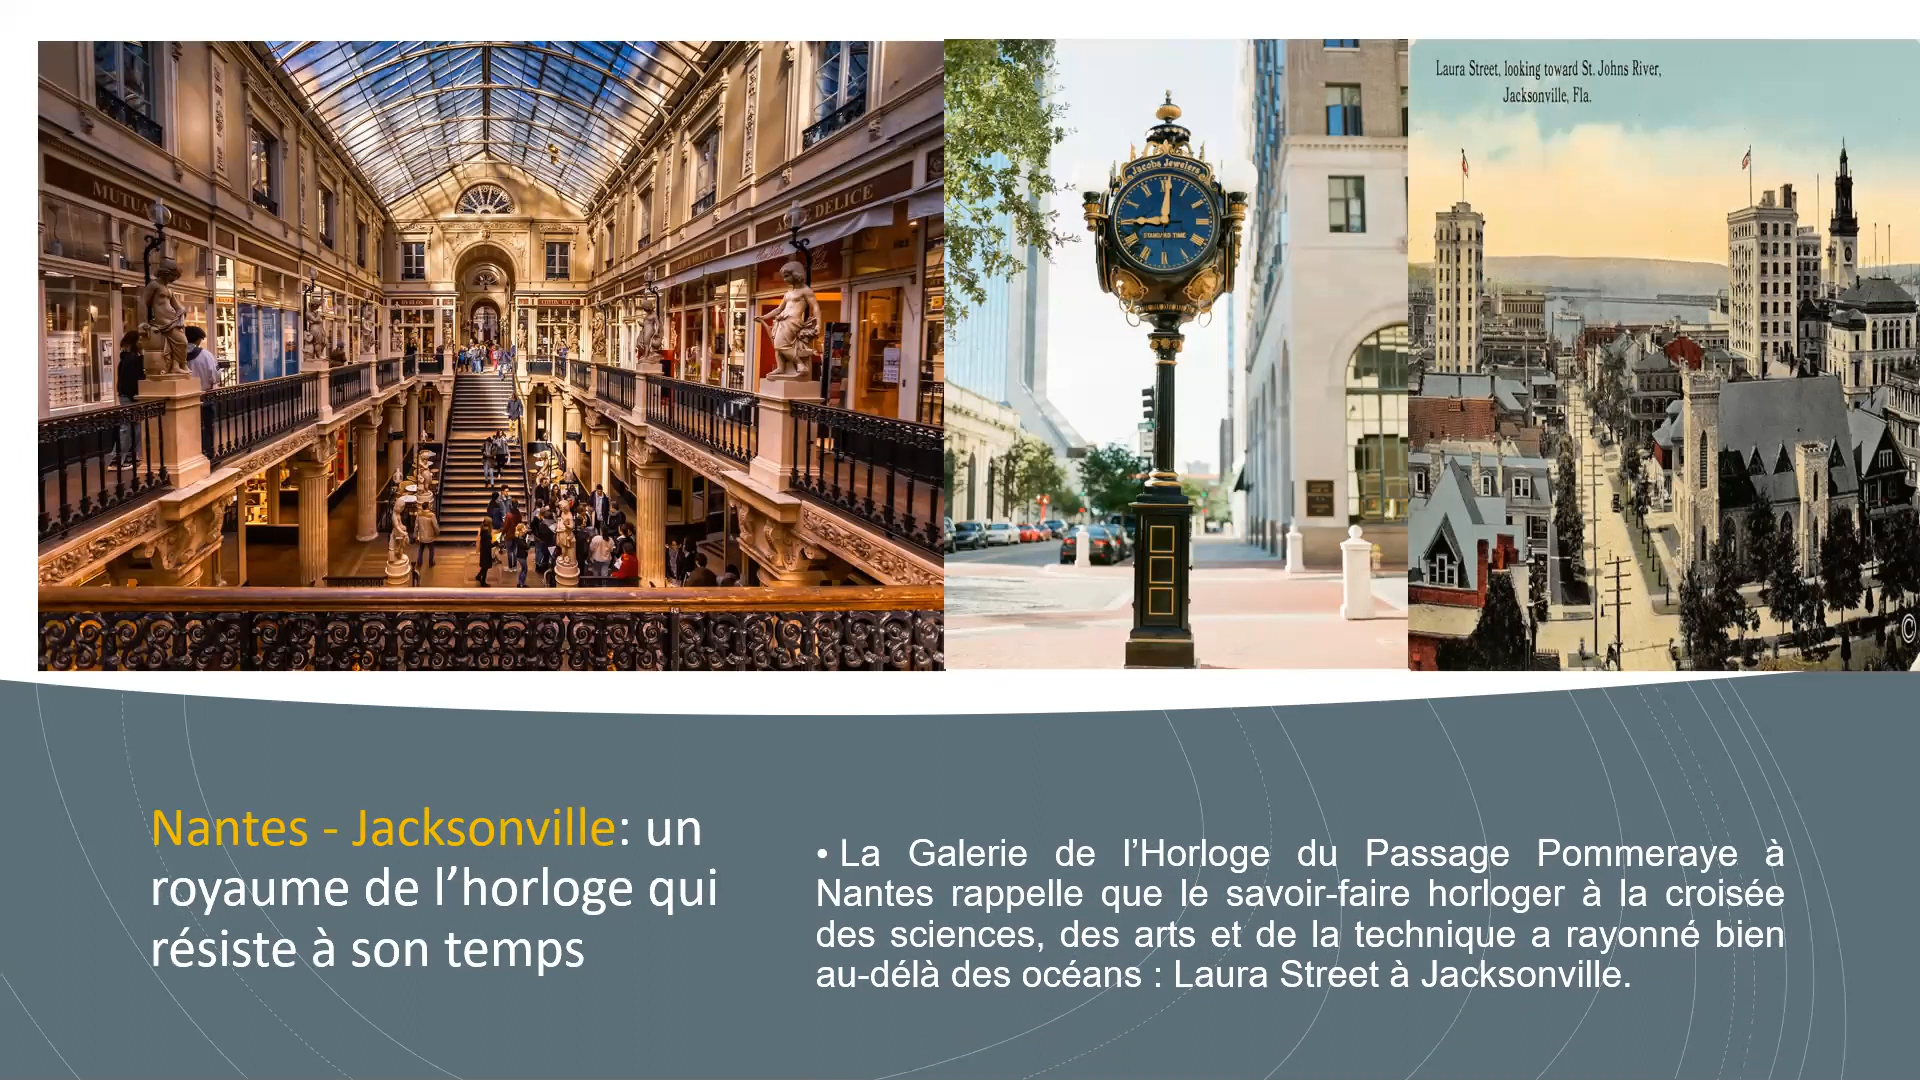 Laura Street, looking toward St. Johns River,
Jacksonville, Fla.
Jacobs Jewelers
STANDARD TIME
DELICE
©
Nantes - Jacksonville: un
royaume de l’horloge qui
résiste à son temps
• La Galerie de l’Horloge du Passage Pommeraye à
Nantes rappelle que le savoir-faire horloger à la croisée
des sciences, des arts et de la technique a rayonné bien
au-délà des océans : Laura Street à Jacksonville.